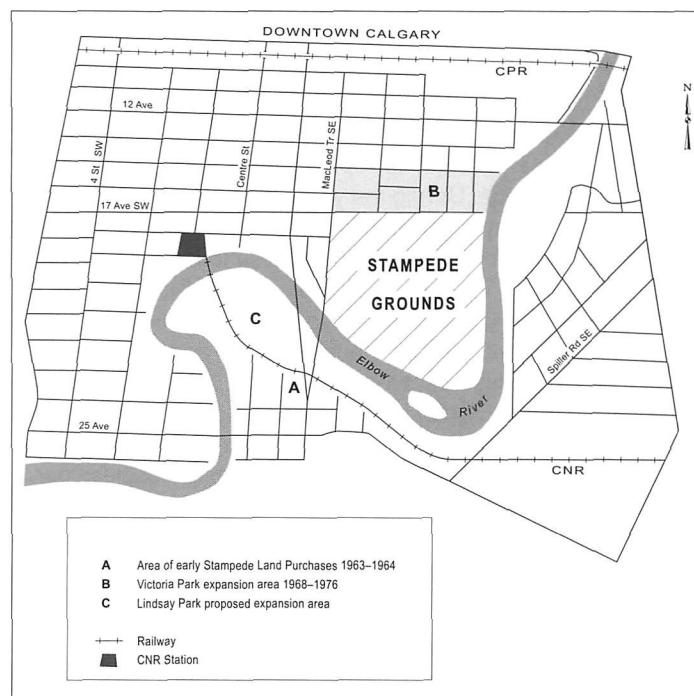 DOWNTOWN CALGARY
CPR
N
12 Ave
4 St SW
Centre St
MacLeod Tr SE
B
17 Ave SW
STAMPEDE
GROUNDS
C
Spiller Rd SE
Elbow
A
River
25 Ave
CNR
A Area of early Stampede Land Purchases 1963–1964
B Victoria Park expansion area 1968–1976
C Lindsay Park proposed expansion area
Railway
CNR Station